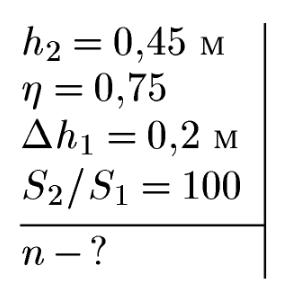 h₂ = 0,45 м
η = 0,75
Δh₁ = 0,2 м
S₂/S₁ = 100
n − ?